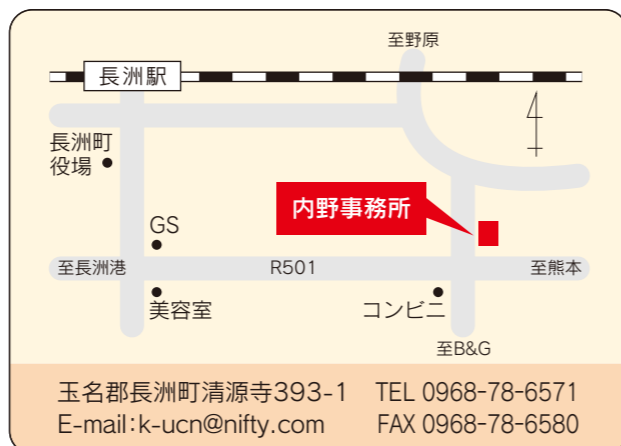 至野原
長洲駅
長洲町
役場
内野事務所
GS
至長洲港
R501
至熊本
美容室
コンビニ
至B&G
玉名郡長洲町清源寺393-1 TEL 0968-78-6571
E-mail:k-ucn@nifty.com FAX 0968-78-6580